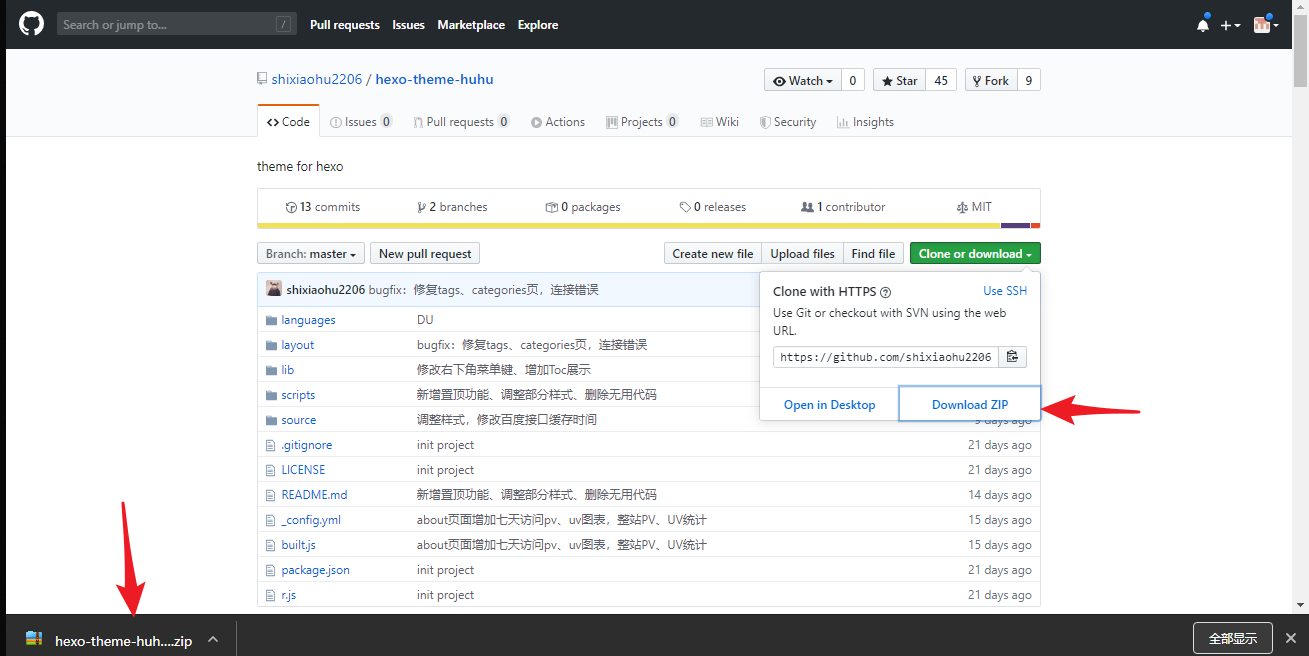 Search or jump to... /
Pull requests Issues Marketplace Explore
shixiaohu2206 / hexo-theme-huhu
Watch 0 Star 45 Fork 9
Code Issues 0 Pull requests 0 Actions Projects 0 Wiki Security Insights
theme for hexo
13 commits 2 branches 0 packages 0 releases 1 contributor MIT
Branch: master New pull request Create new file Upload files Find file Clone or download
shixiaohu2206 bugfix：修复tags、categories页，连接错误
Clone with HTTPS ? Use SSH
Use Git or checkout with SVN using the web
URL.
https://github.com/shixiaohu2206
Open in Desktop Download ZIP
languages DU
layout bugfix：修复tags、categories页，连接错误
lib 修改右下角菜单键、增加Toc展示
scripts 新增置顶功能、调整部分样式、删除无用代码
source 调整样式，修改百度接口缓存时间 9 days ago
.gitignore init project 21 days ago
LICENSE init project 21 days ago
README.md 新增置顶功能、调整部分样式、删除无用代码 14 days ago
_config.yml about页面增加七天访问pv、uv图表，整站PV、UV统计 15 days ago
built.js about页面增加七天访问pv、uv图表，整站PV、UV统计 15 days ago
package.json init project 21 days ago
r.js init project 21 days ago
hexo-theme-huh....zip
全部显示